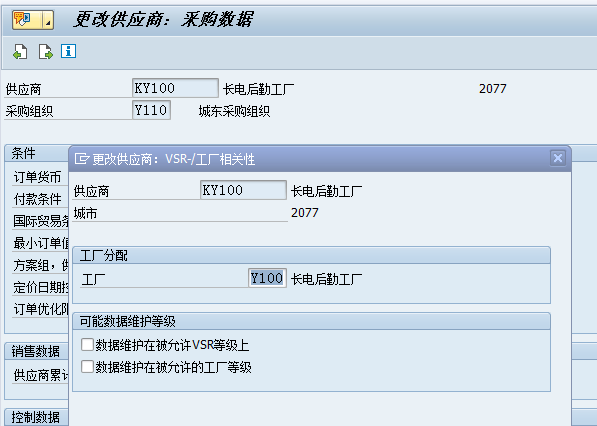 更改供应商：采购数据
供应商 KY100 长电后勤工厂 2077
采购组织 Y110 城东采购组织
条件
订单货币
付款条件
国际贸易条
最小订单值
方案组，供
定价日期控
订单优化限
销售数据
供应商累计
控制数据
更改供应商：VSR-/工厂相关性
供应商 KY100 长电后勤工厂
城市 2077
工厂分配
工厂 Y100 长电后勤工厂
可能数据维护等级
数据维护在被允许VSR等级上
数据维护在被允许的工厂等级